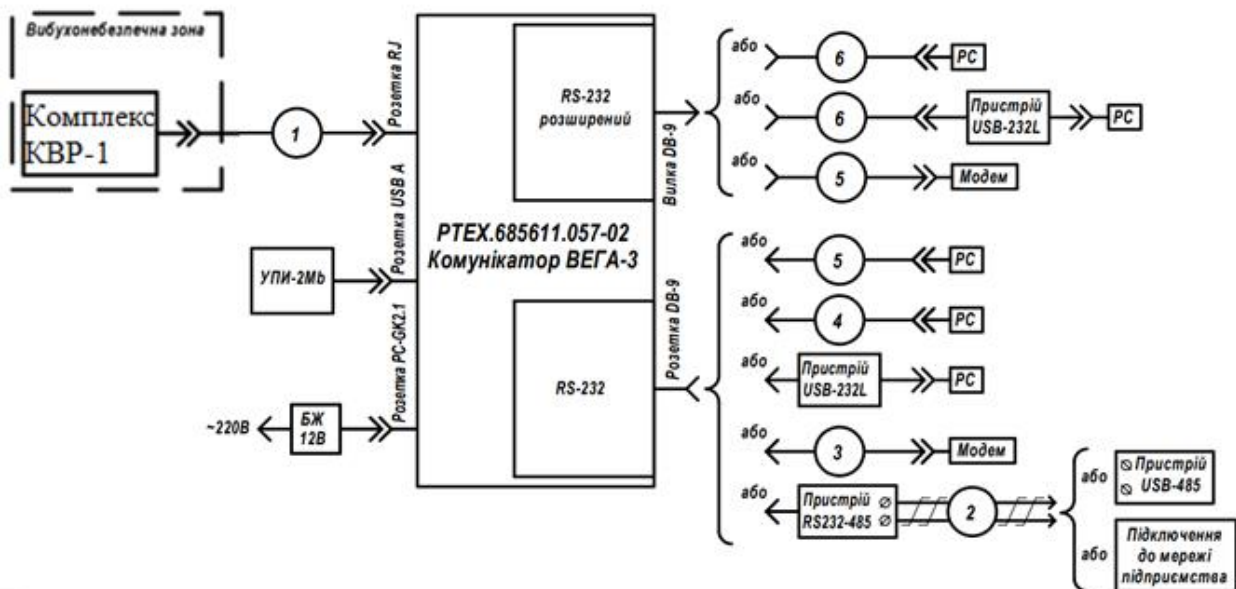 Вибухонебезпечна зона
Комплекс
КВР-1
1
Розетка RJ
Розетка USB A
УПИ-2Mb
Розетка PC-GK2.1
~220В
БЖ
12В
RS-232
розширений
РТЕХ.685611.057-02
Комунікатор ВЕГА-3
RS-232
Вилка DB-9
Розетка DB-9
або
6
PC
або
6
Пристрій
USB-232L
PC
або
5
Модем
або
5
PC
або
4
PC
або
Пристрій
USB-232L
PC
або
3
Модем
або
Пристрій
RS232-485
2
або
Пристрій
USB-485
або
Підключення
до мережі
підприємства